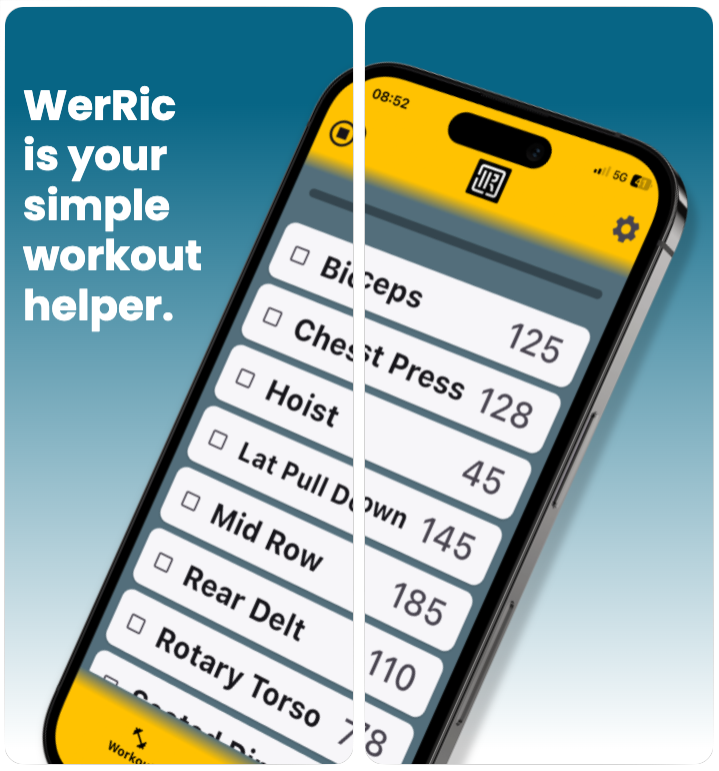 WerRic
is your
simple
workout
helper.
08:52
5G
Biceps 125
Chest Press 128
Hoist 45
Lat Pull Down 145
Mid Row 185
Rear Delt 110
Rotary Torso 78
Seated